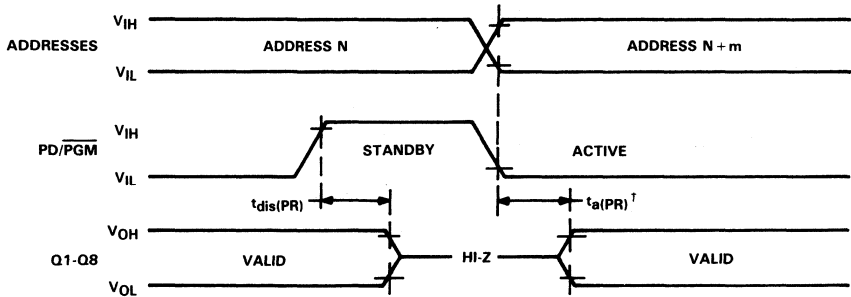 VIH
ADDRESSES
ADDRESS N
ADDRESS N + m
VIL
VIH
PD/PGM
STANDBY
ACTIVE
VIL
tdis(PR)
ta(PR)†
VOH
Q1-Q8
VALID
HI-Z
VALID
VOL